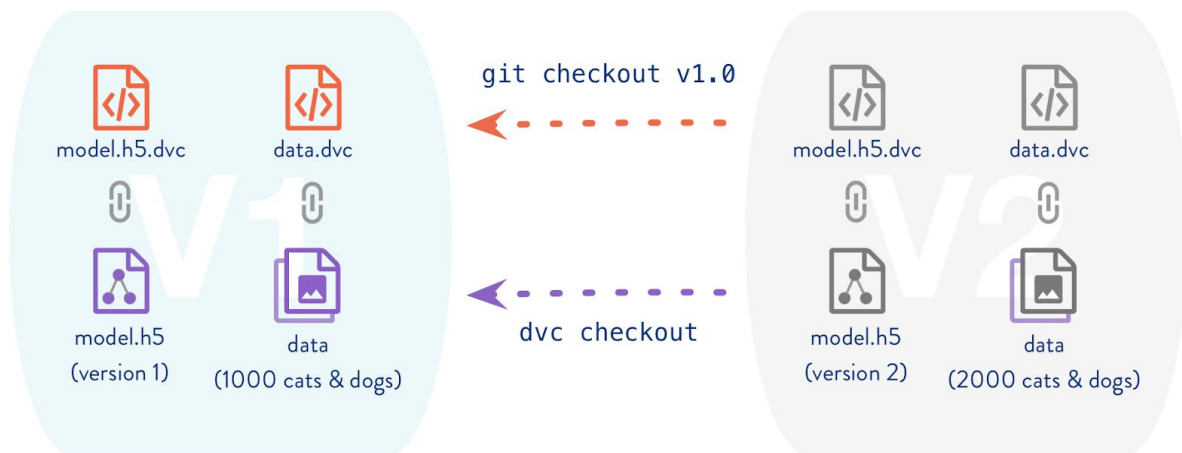 git checkout v1.0
model.h5.dvc
data.dvc
model.h5.dvc
data.dvc
V1
V2
model.h5
(version 1)
data
(1000 cats & dogs)
dvc checkout
model.h5
(version 2)
data
(2000 cats & dogs)